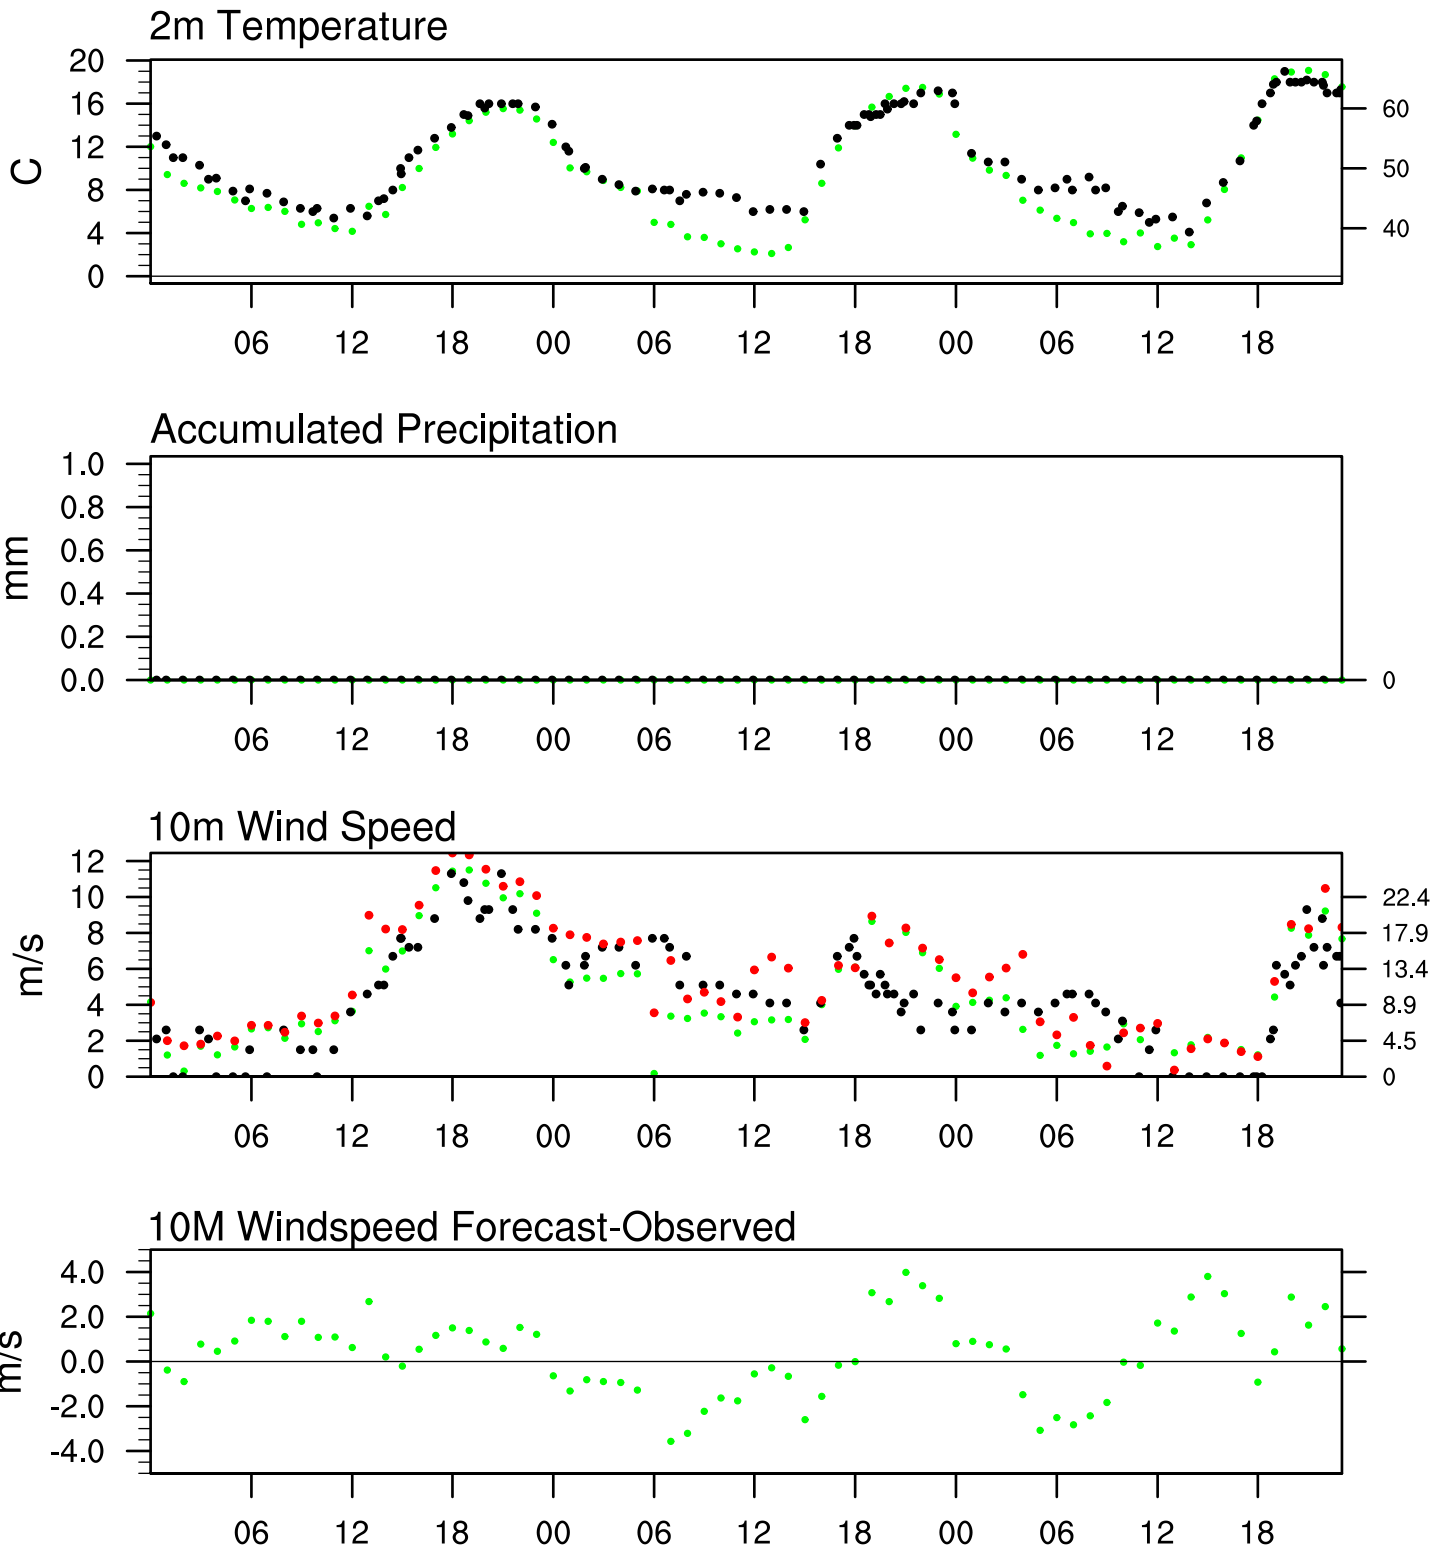 2m Temperature
20
16
12
8
4
0
C
60
50
40
06 12 18 00 06 12 18 00 06 12 18
Accumulated Precipitation
1.0
0.8
0.6
0.4
0.2
0.0
mm
0
06 12 18 00 06 12 18 00 06 12 18
10m Wind Speed
12
10
8
6
4
2
0
m/s
22.4
17.9
13.4
8.9
4.5
0
06 12 18 00 06 12 18 00 06 12 18
10M Windspeed Forecast-Observed
4.0
2.0
0.0
-2.0
-4.0
m/s
06 12 18 00 06 12 18 00 06 12 18